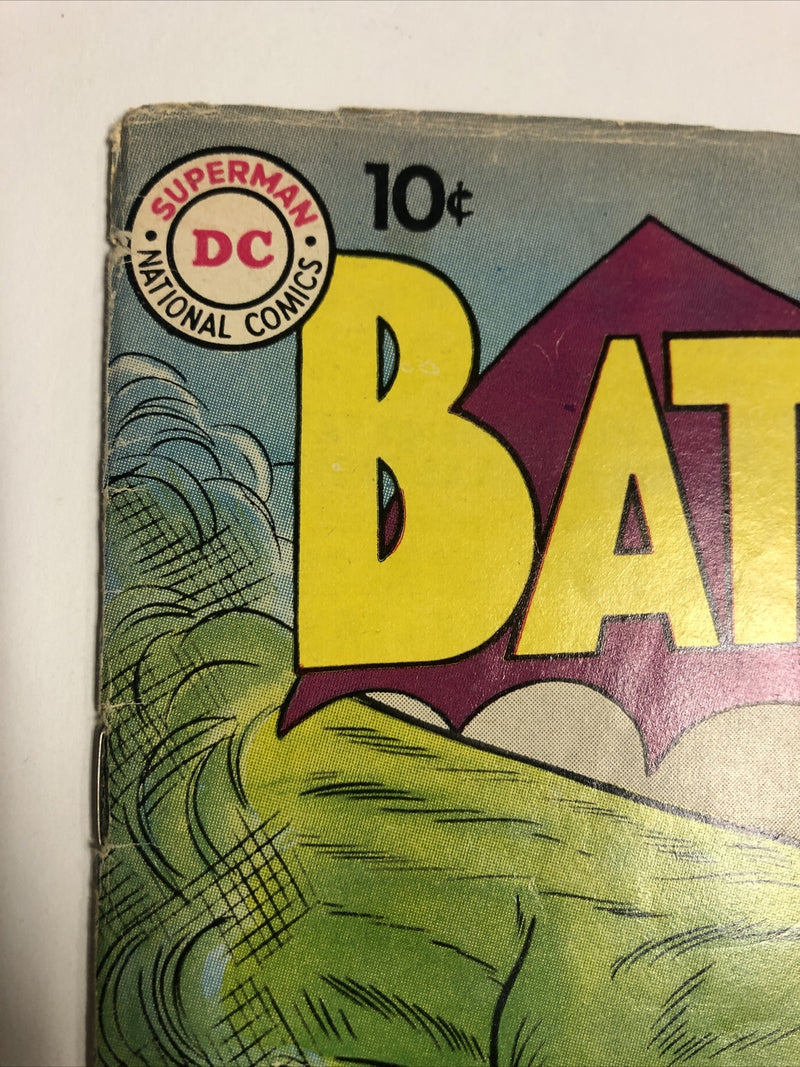 SUPERMAN
DC
NATIONAL COMICS
10¢
BAT